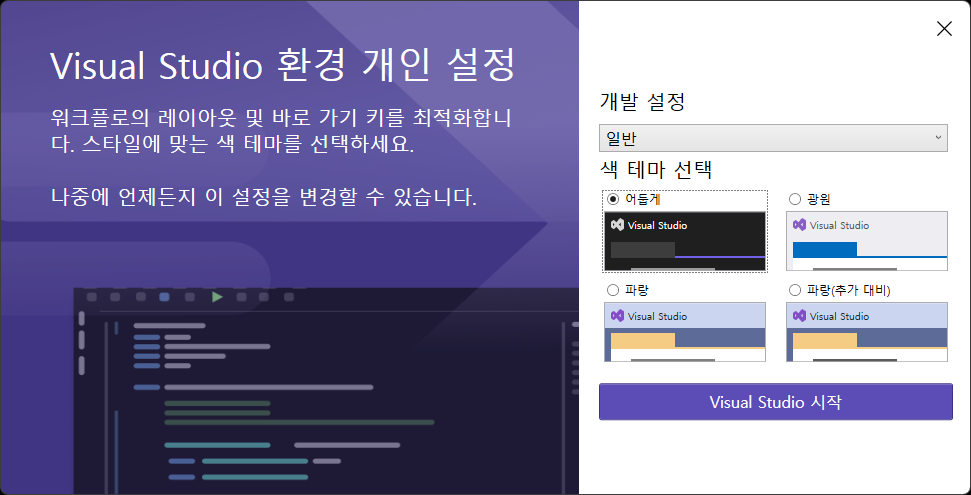 Visual Studio 환경 개인 설정
워크플로의 레이아웃 및 바로 가기 키를 최적화합니
다. 스타일에 맞는 색 테마를 선택하세요.
나중에 언제든지 이 설정을 변경할 수 있습니다.
개발 설정
일반
색 테마 선택
어둡게
광원
Visual Studio
Visual Studio
파랑
파랑(추가 대비)
Visual Studio
Visual Studio
Visual Studio 시작